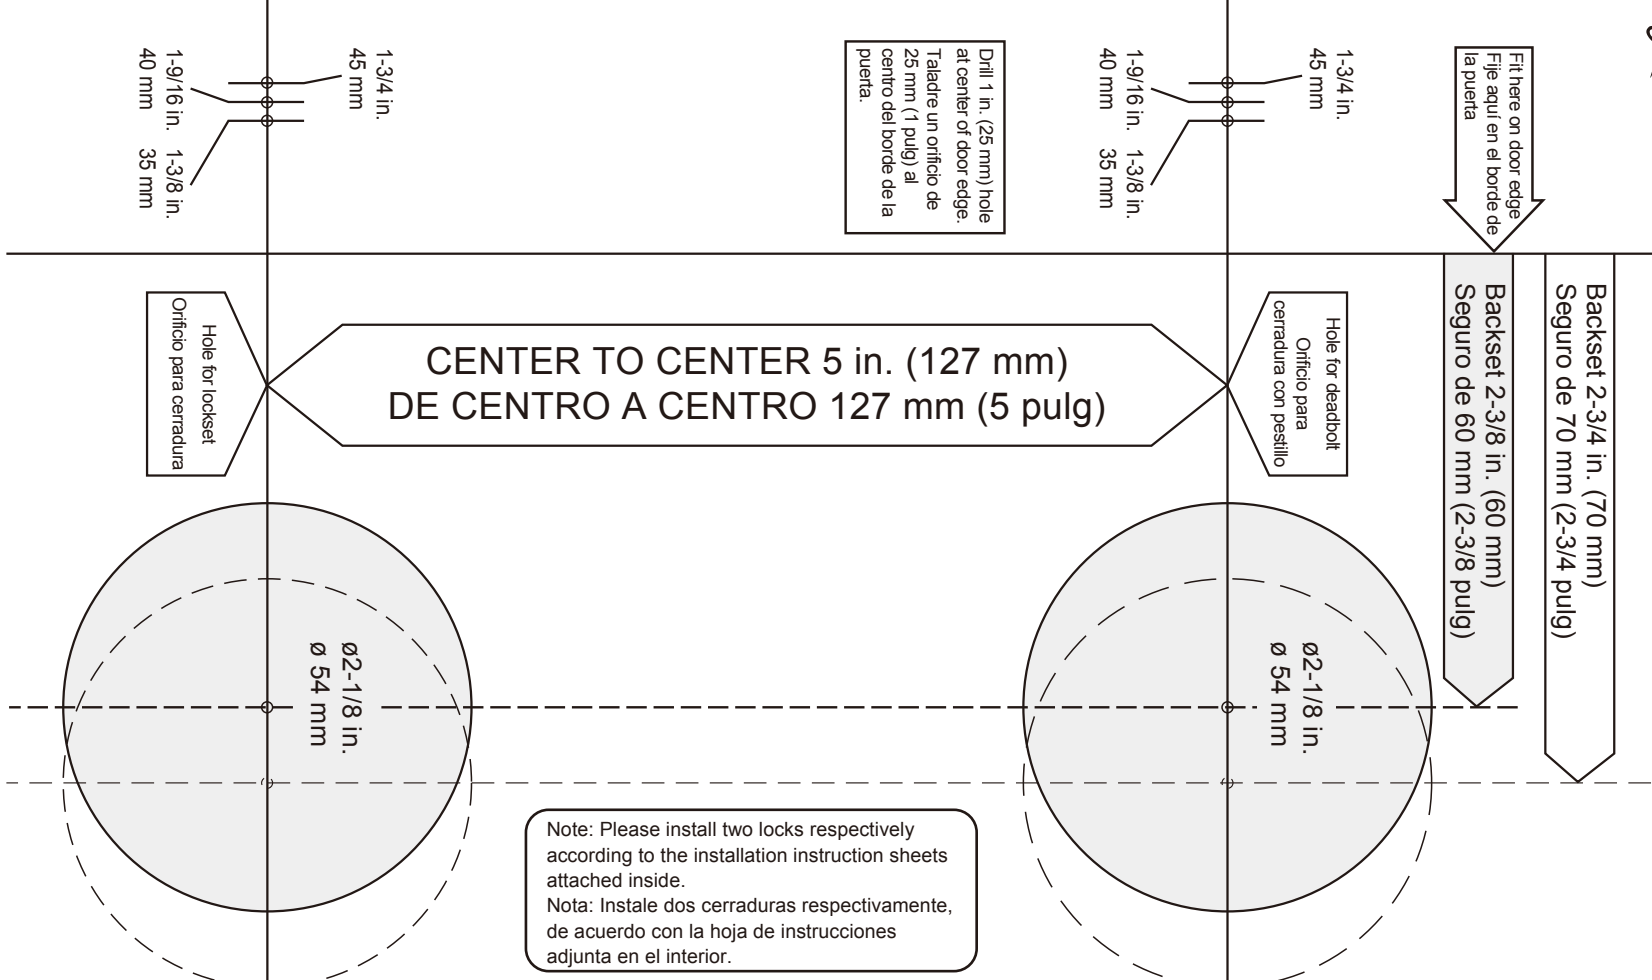 1-3/4 in.
45 mm
1-9/16 in.
40 mm
1-3/8 in.
35 mm
Drill 1 in. (25 mm) hole
at center of door edge.
Taladre un orificio de
25 mm (1 pulg) al
centro del borde de la
puerta.
1-3/4 in.
45 mm
1-9/16 in.
40 mm
1-3/8 in.
35 mm
Fit here on door edge
Fije aquí en el borde de
la puerta
Backset 2-3/4 in. (70 mm)
Seguro de 70 mm (2-3/4 pulg)
Backset 2-3/8 in. (60 mm)
Seguro de 60 mm (2-3/8 pulg)
Hole for lockset
Orificio para cerradura
CENTER TO CENTER 5 in. (127 mm)
DE CENTRO A CENTRO 127 mm (5 pulg)
Hole for deadbolt
Orificio para
cerradura con pestillo
ø2-1/8 in.
ø 54 mm
ø2-1/8 in.
ø 54 mm
Note: Please install two locks respectively
according to the installation instruction sheets
attached inside.
Nota: Instale dos cerraduras respectivamente,
de acuerdo con la hoja de instrucciones
adjunta en el interior.